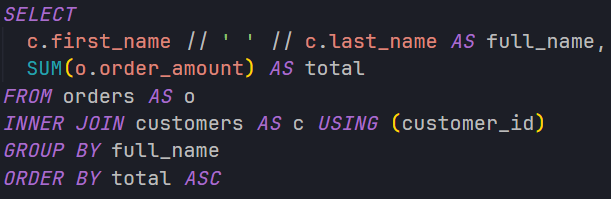 SELECT
c.first_name // ' ' // c.last_name AS full_name,
SUM(o.order_amount) AS total
FROM orders AS o
INNER JOIN customers AS c USING (customer_id)
GROUP BY full_name
ORDER BY total ASC